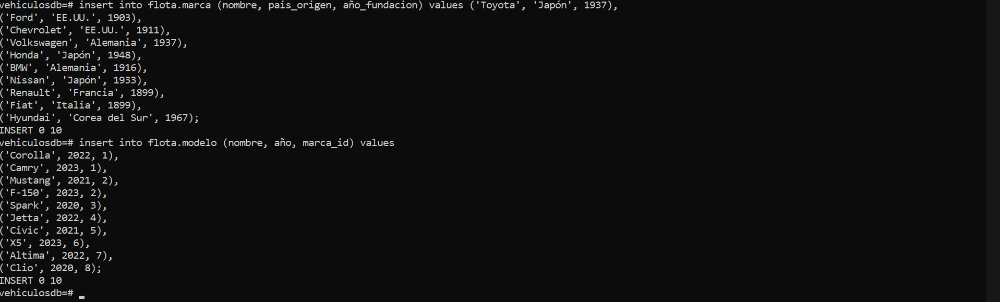 vehiculosdb=# insert into flota.marca (nombre, pais_origen, año_fundacion) values ('Toyota', 'Japón', 1937),
('Ford', 'EE.UU.', 1903),
('Chevrolet', 'EE.UU.', 1911),
('Volkswagen', 'Alemania', 1937),
('Honda', 'Japón', 1948),
('BMW', 'Alemania', 1916),
('Nissan', 'Japón', 1933),
('Renault', 'Francia', 1899),
('Fiat', 'Italia', 1899),
('Hyundai', 'Corea del Sur', 1967);
INSERT 0 10
vehiculosdb=# insert into flota.modelo (nombre, año, marca_id) values
('Corolla', 2022, 1),
('Camry', 2023, 1),
('Mustang', 2021, 2),
('F-150', 2023, 2),
('Spark', 2020, 3),
('Jetta', 2022, 4),
('Civic', 2021, 5),
('X5', 2023, 6),
('Altima', 2022, 7),
('Clio', 2020, 8);
INSERT 0 10
vehiculosdb=#